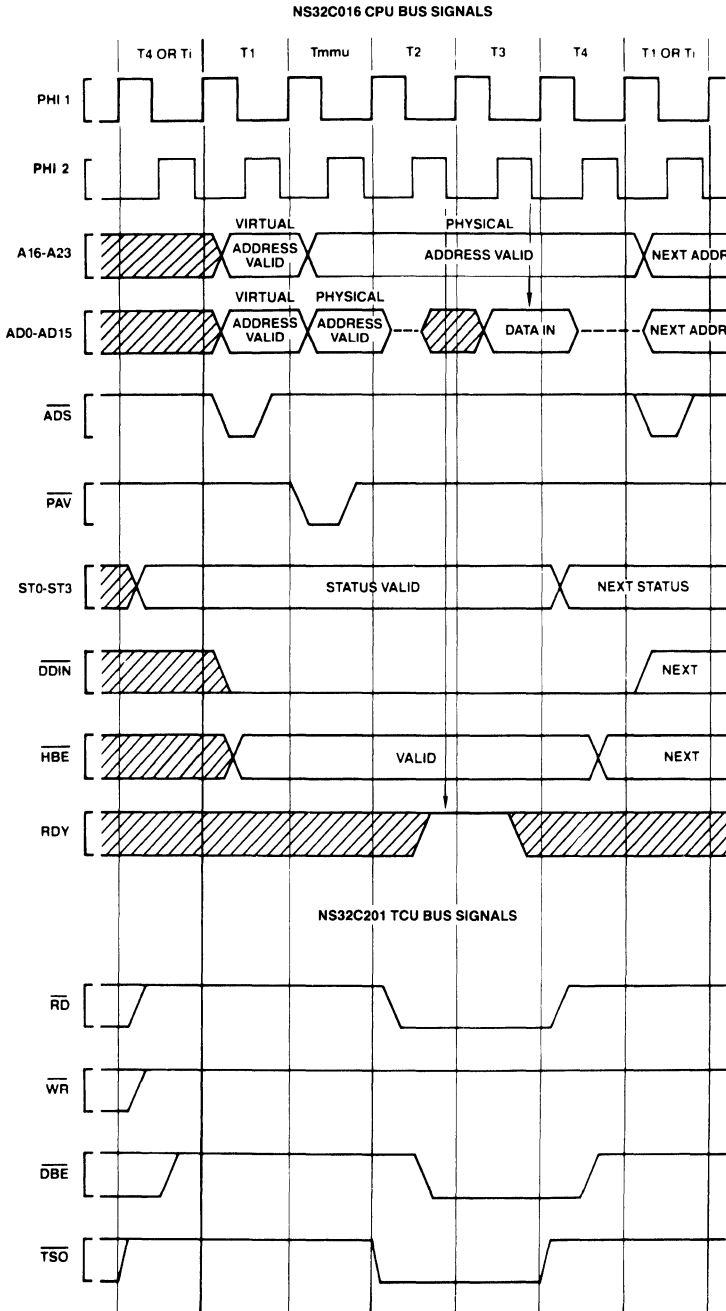 NS32C016 CPU BUS SIGNALS
T4 OR Ti T1 Tmmu T2 T3 T4 T1 OR Ti
PHI 1
PHI 2
VIRTUAL PHYSICAL
A16-A23 ADDRESS VALID ADDRESS VALID NEXT ADDR
VIRTUAL PHYSICAL
AD0-AD15 ADDRESS VALID ADDRESS VALID DATA IN NEXT ADDR
ADS
PAV
ST0-ST3 STATUS VALID NEXT STATUS
DDIN NEXT
HBE VALID NEXT
RDY
NS32C201 TCU BUS SIGNALS
RD
WR
DBE
TSO